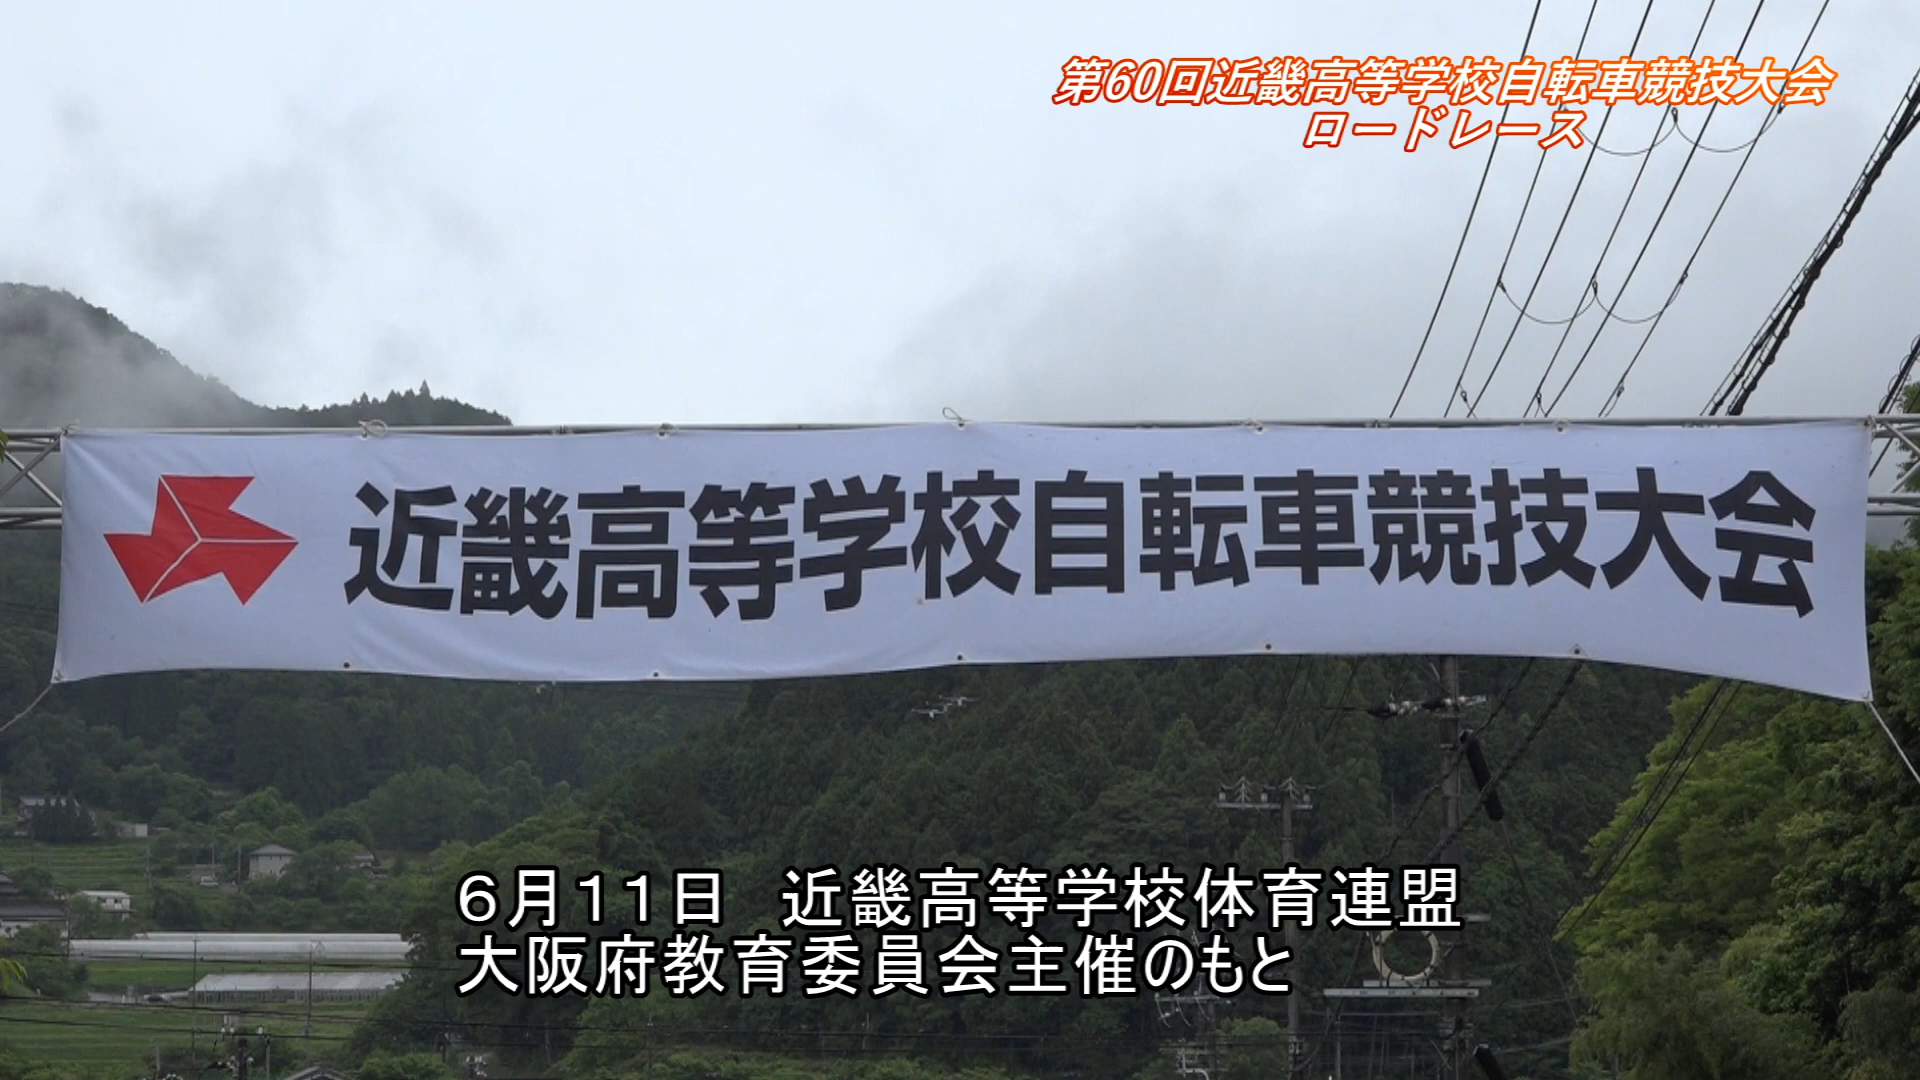 第60回近畿高等学校自転車競技大会
ロードレース
近畿高等学校自転車競技大会
６月１１日　近畿高等学校体育連盟
大阪府教育委員会主催のもと